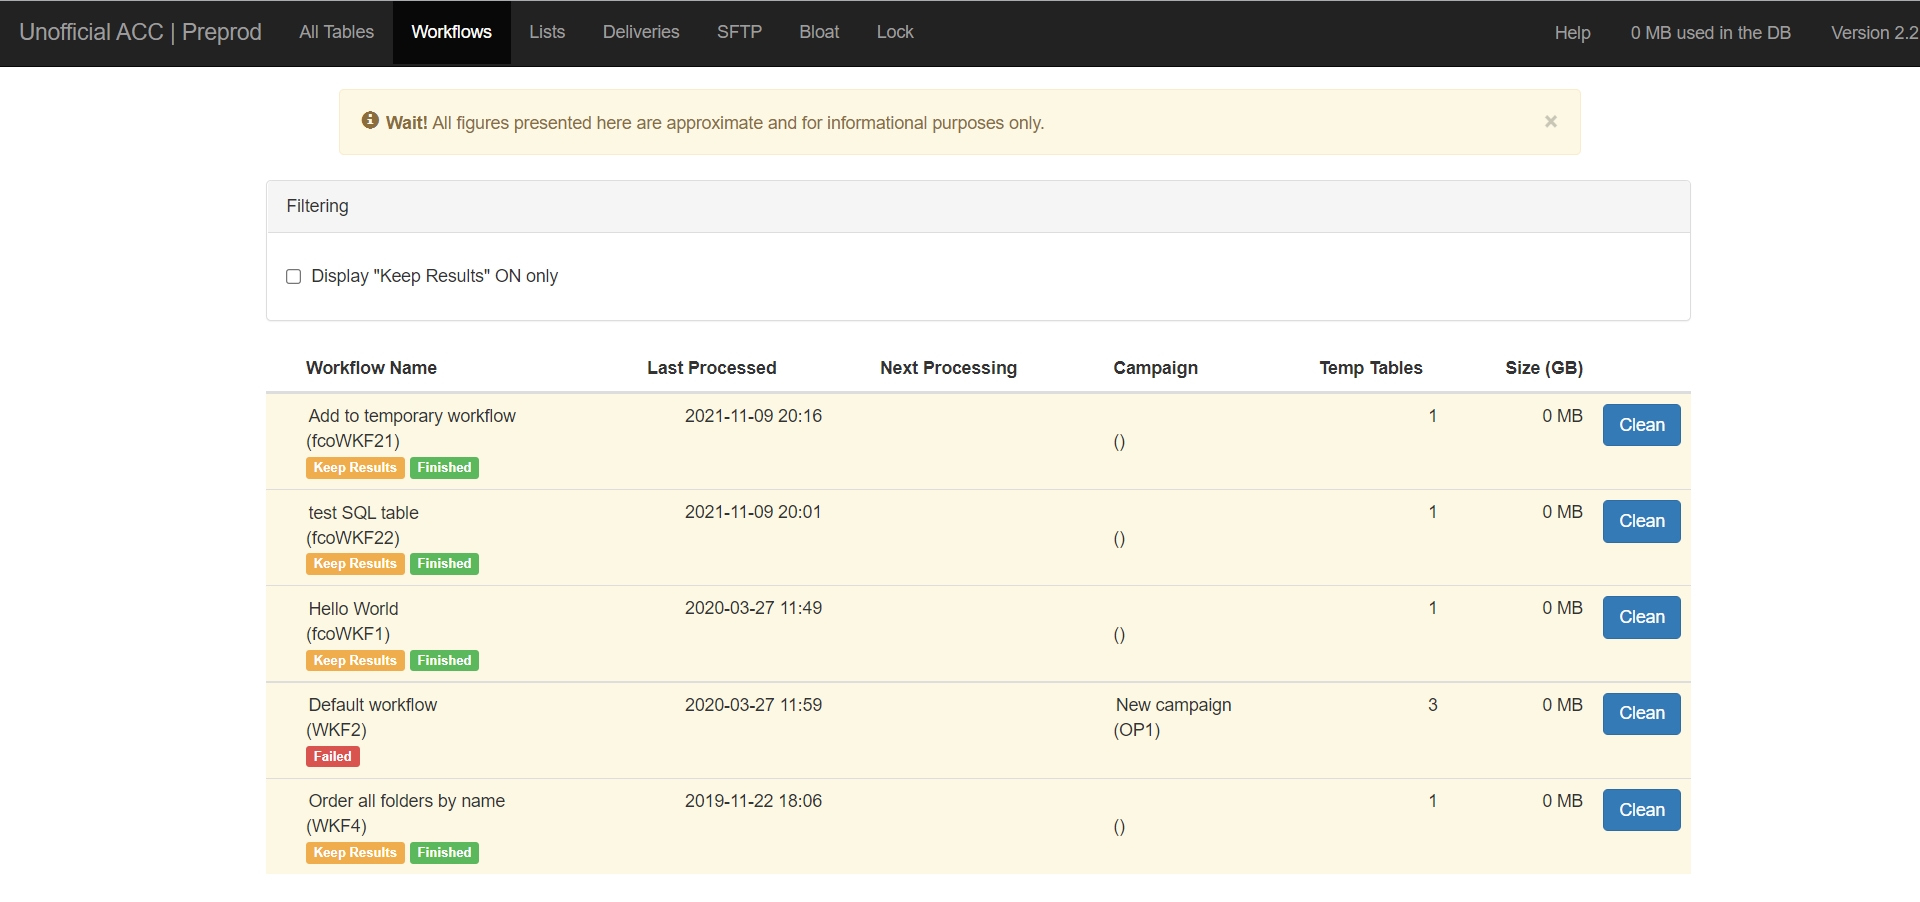 Unofficial ACC | Preprod All Tables Workflows Lists Deliveries SFTP Bloat Lock Help 0 MB used in the DB Version 2.2
Wait! All figures presented here are approximate and for informational purposes only. ×
Filtering
Display "Keep Results" ON only
Workflow Name Last Processed Next Processing Campaign Temp Tables Size (GB)
Add to temporary workflow 2021-11-09 20:16 1 0 MB Clean
(fcoWKF21) ()
Keep Results Finished
test SQL table 2021-11-09 20:01 1 0 MB Clean
(fcoWKF22) ()
Keep Results Finished
Hello World 2020-03-27 11:49 1 0 MB Clean
(fcoWKF1) ()
Keep Results Finished
Default workflow 2020-03-27 11:59 New campaign 3 0 MB Clean
(WKF2) (OP1)
Failed
Order all folders by name 2019-11-22 18:06 1 0 MB Clean
(WKF4) ()
Keep Results Finished